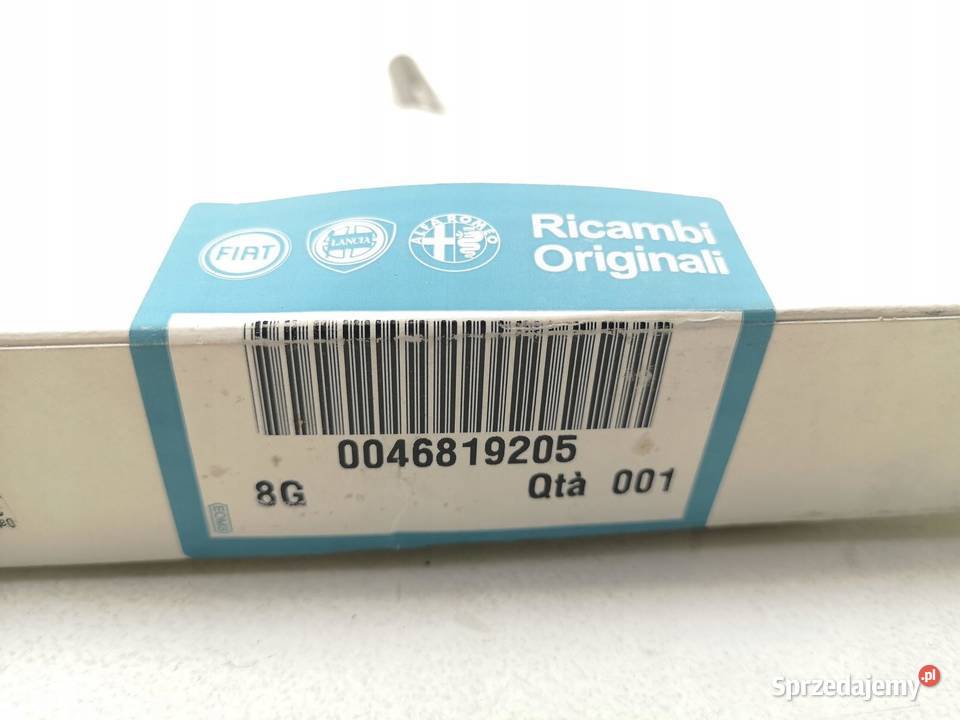 FIAT
LANCIA
ALFA ROMEO
Ricambi
Originali
0046819205
8G
Qtà 001
Sprzedajemy.pl